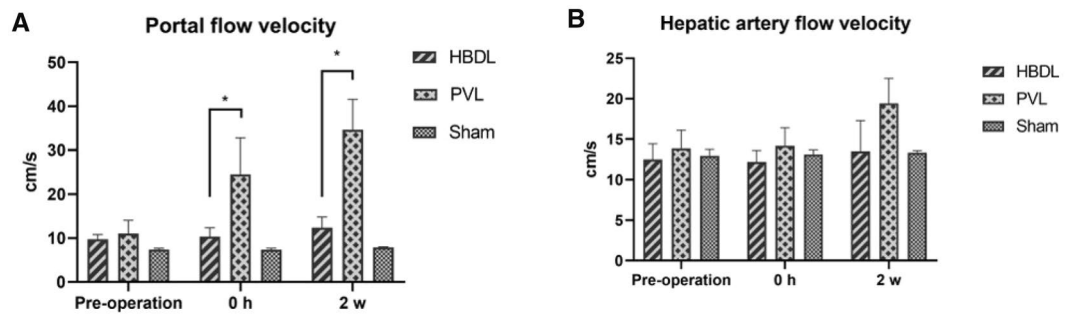 A
Portal flow velocity
cm/s
50
40
30
20
10
0
*
*
Pre-operation
0 h
2 w
HBDL
PVL
Sham
B
Hepatic artery flow velocity
cm/s
25
20
15
10
5
0
Pre-operation
0 h
2 w
HBDL
PVL
Sham